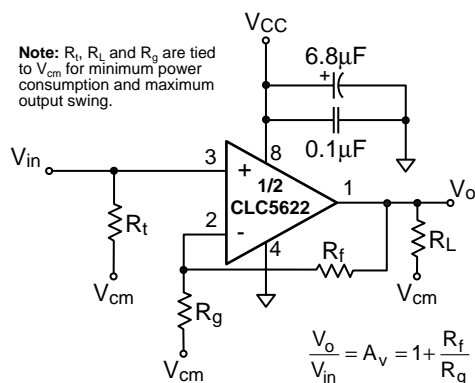 VCC
Note: Rt, RL and Rg are tied
to Vcm for minimum power
consumption and maximum
output swing.
6.8μF
+
0.1μF
Vin
3
8
+
1/2
CLC5622
1
Vo
2
-
4
Rt
Rf
RL
Vcm
Rg
Vcm
Vcm
Vo/Vin = Av = 1 + Rf/Rg